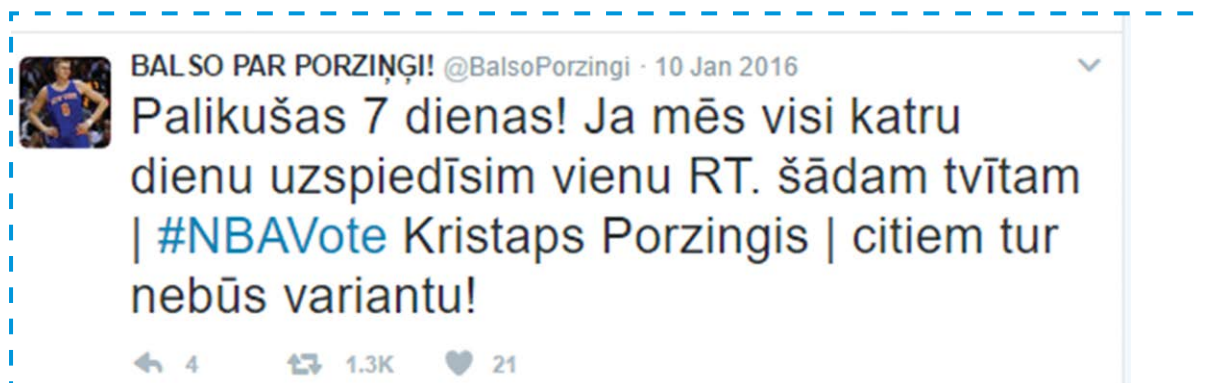 BALSO PAR PORZIŅĢI! @BalsoPorzingi · 10 Jan 2016
Palikušas 7 dienas! Ja mēs visi katru
dienu uzspiedīsim vienu RT. šādam tvītam
| #NBAVote Kristaps Porzingis | citiem tur
nebūs variantu!
4 1.3K 21